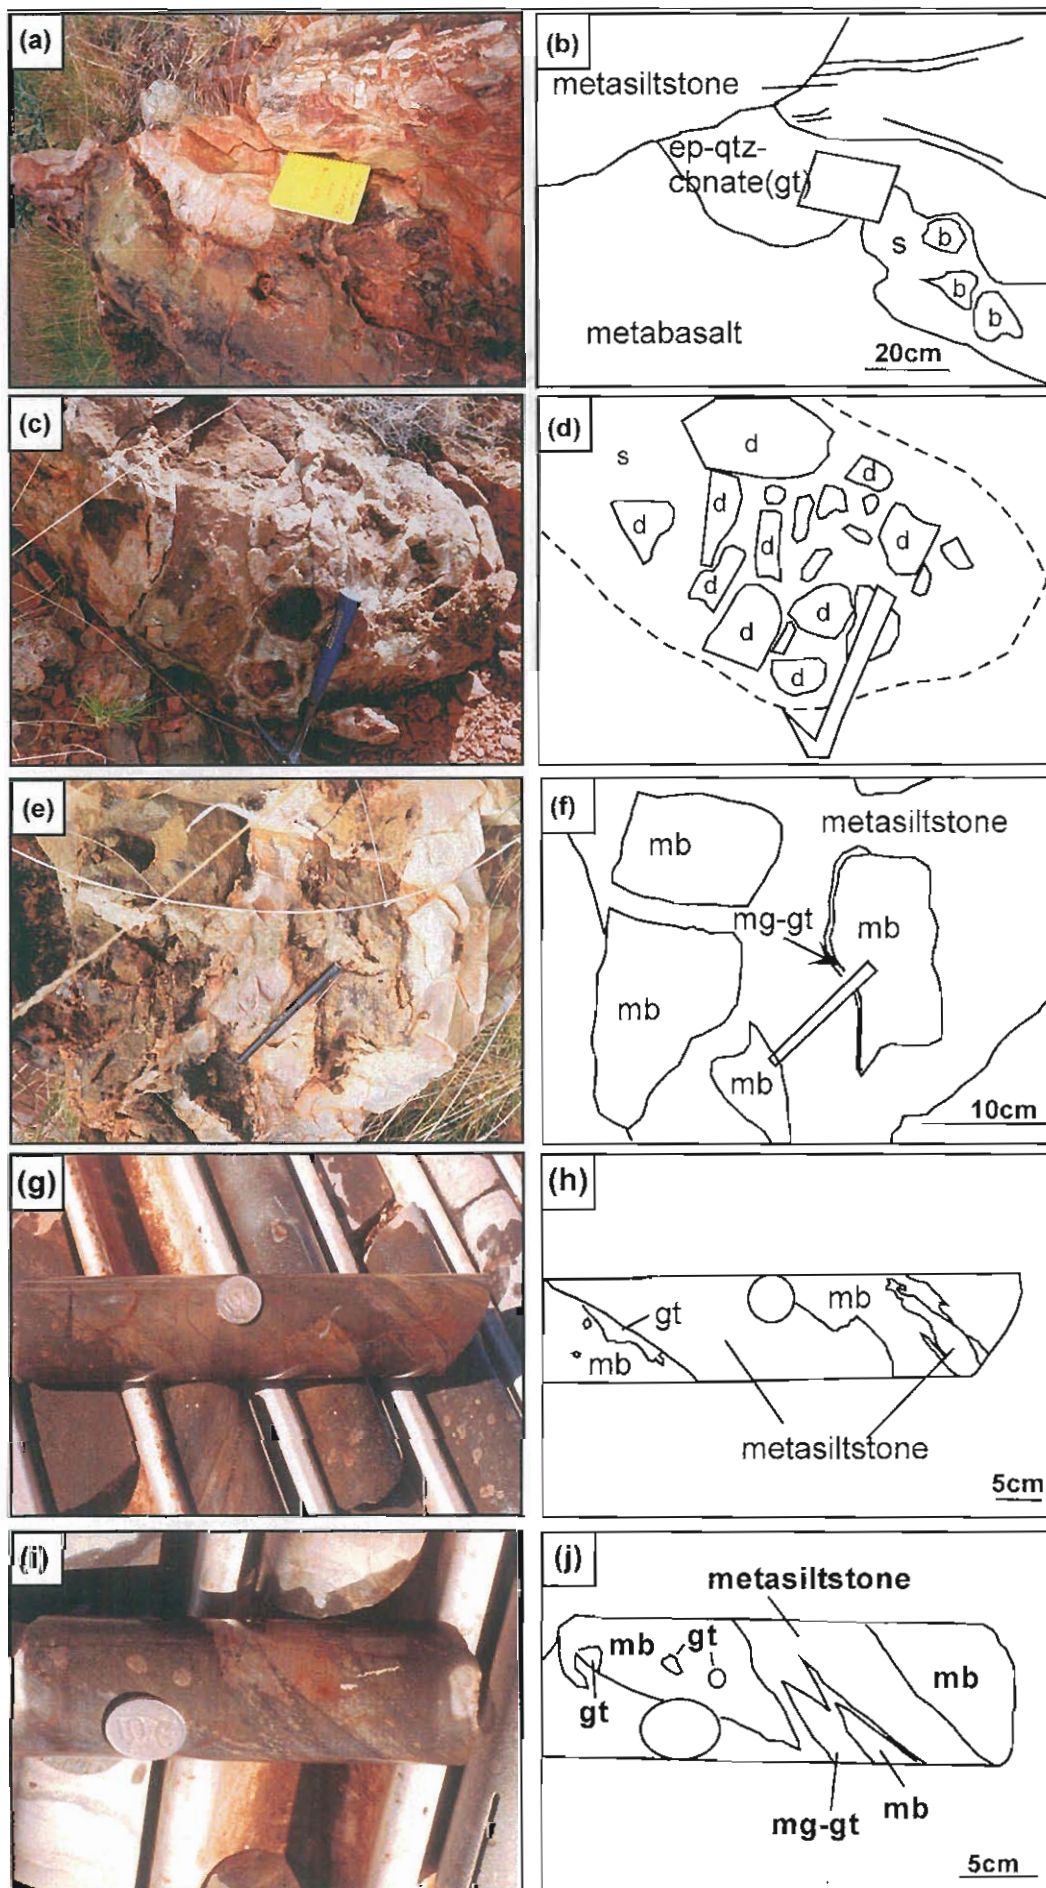 (a)
(b)
metasiltstone
ep-qtz-
cbnate(gt)
s
b
b
b
metabasalt
20cm
(c)
(d)
s
d
d
d
d
d
d
d
d
d
d
(e)
(f)
metasiltstone
mb
mg-gt
mb
mb
mb
10cm
(g)
(h)
gt
mb
mb
metasiltstone
5cm
(i)
(j)
metasiltstone
mb
gt
mb
gt
mb
mg-gt
5cm